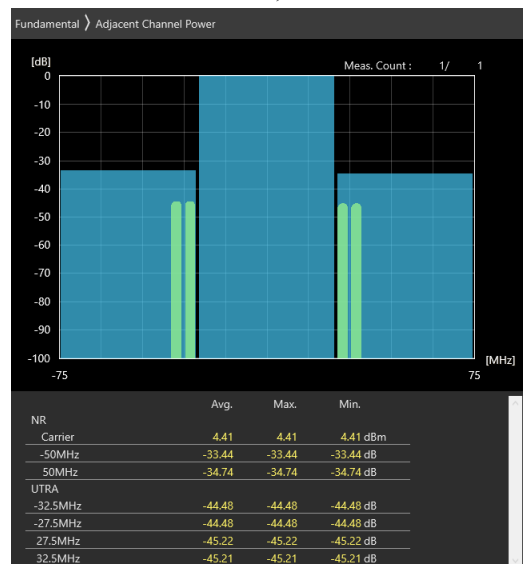 Fundamental 〉 Adjacent Channel Power
[dB]
Meas. Count : 1/ 1
0
-10
-20
-30
-40
-50
-60
-70
-80
-90
-100
[MHz]
-75 75
Avg. Max. Min.
NR
Carrier 4.41 4.41 4.41 dBm
-50MHz -33.44 -33.44 -33.44 dB
50MHz -34.74 -34.74 -34.74 dB
UTRA
-32.5MHz -44.48 -44.48 -44.48 dB
-27.5MHz -44.48 -44.48 -44.48 dB
27.5MHz -45.22 -45.22 -45.22 dB
32.5MHz -45.21 -45.21 -45.21 dB